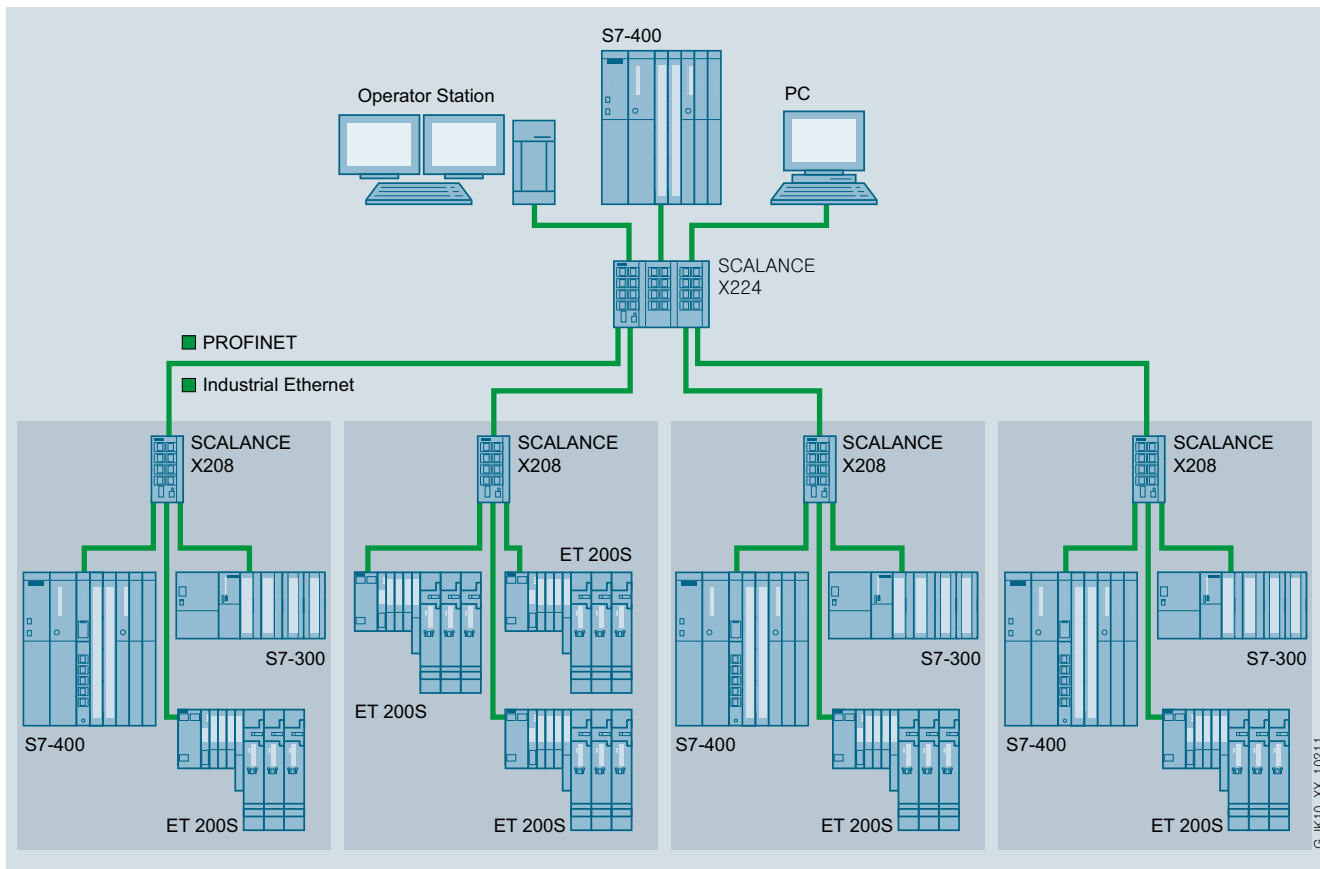 S7-400
Operator Station
PC
SCALANCE
X224
PROFINET
Industrial Ethernet
SCALANCE
X208
SCALANCE
X208
SCALANCE
X208
SCALANCE
X208
S7-300
S7-400
ET 200S
ET 200S
ET 200S
ET 200S
S7-300
S7-400
ET 200S
S7-300
S7-400
ET 200S
G_IK10_XX_10211